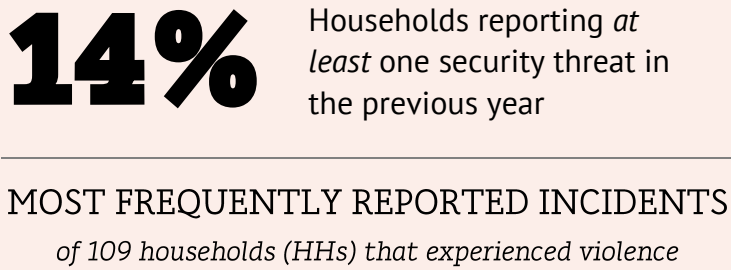 14%
Households reporting at
least one security threat in
the previous year
MOST FREQUENTLY REPORTED INCIDENTS
of 109 households (HHs) that experienced violence